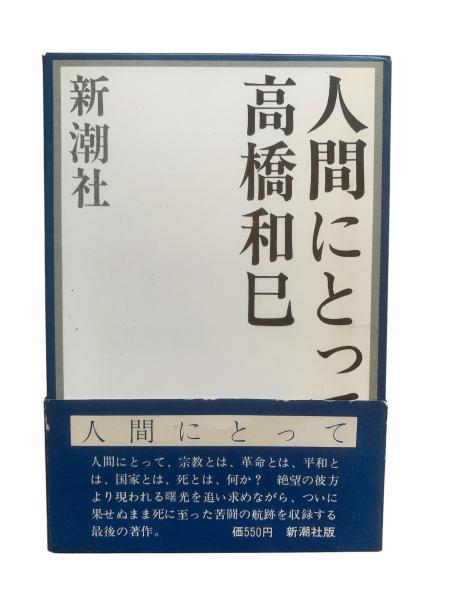 人間にとって
高橋和巳
新潮社
人間にとって
人間にとって、宗教とは、革命とは、平和と
は、国家とは、死とは、何か？　絶望の彼方
より現われる曙光を追い求めながら、ついに
果せぬまま死に至った苦闘の航跡を収録する
最後の著作。　価550円　新潮社版